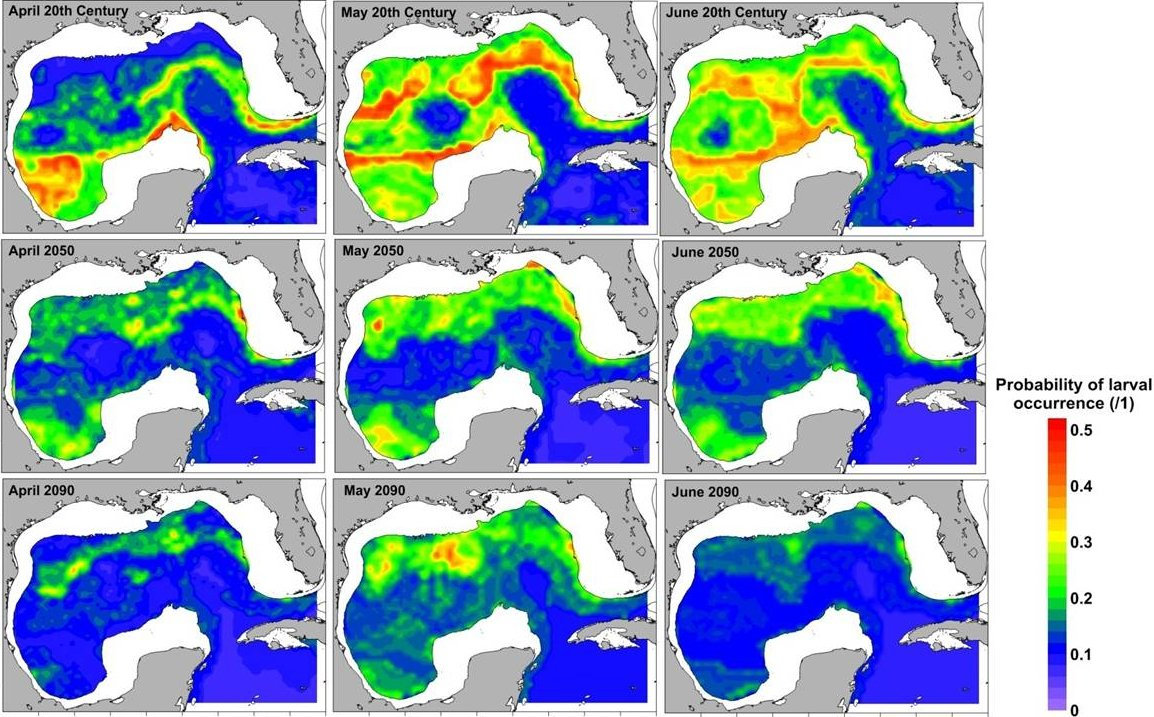 April 20th Century
May 20th Century
June 20th Century
April 2050
May 2050
June 2050
April 2090
May 2090
June 2090
Probability of larval
occurrence (/1)
0.5
0.4
0.3
0.2
0.1
0